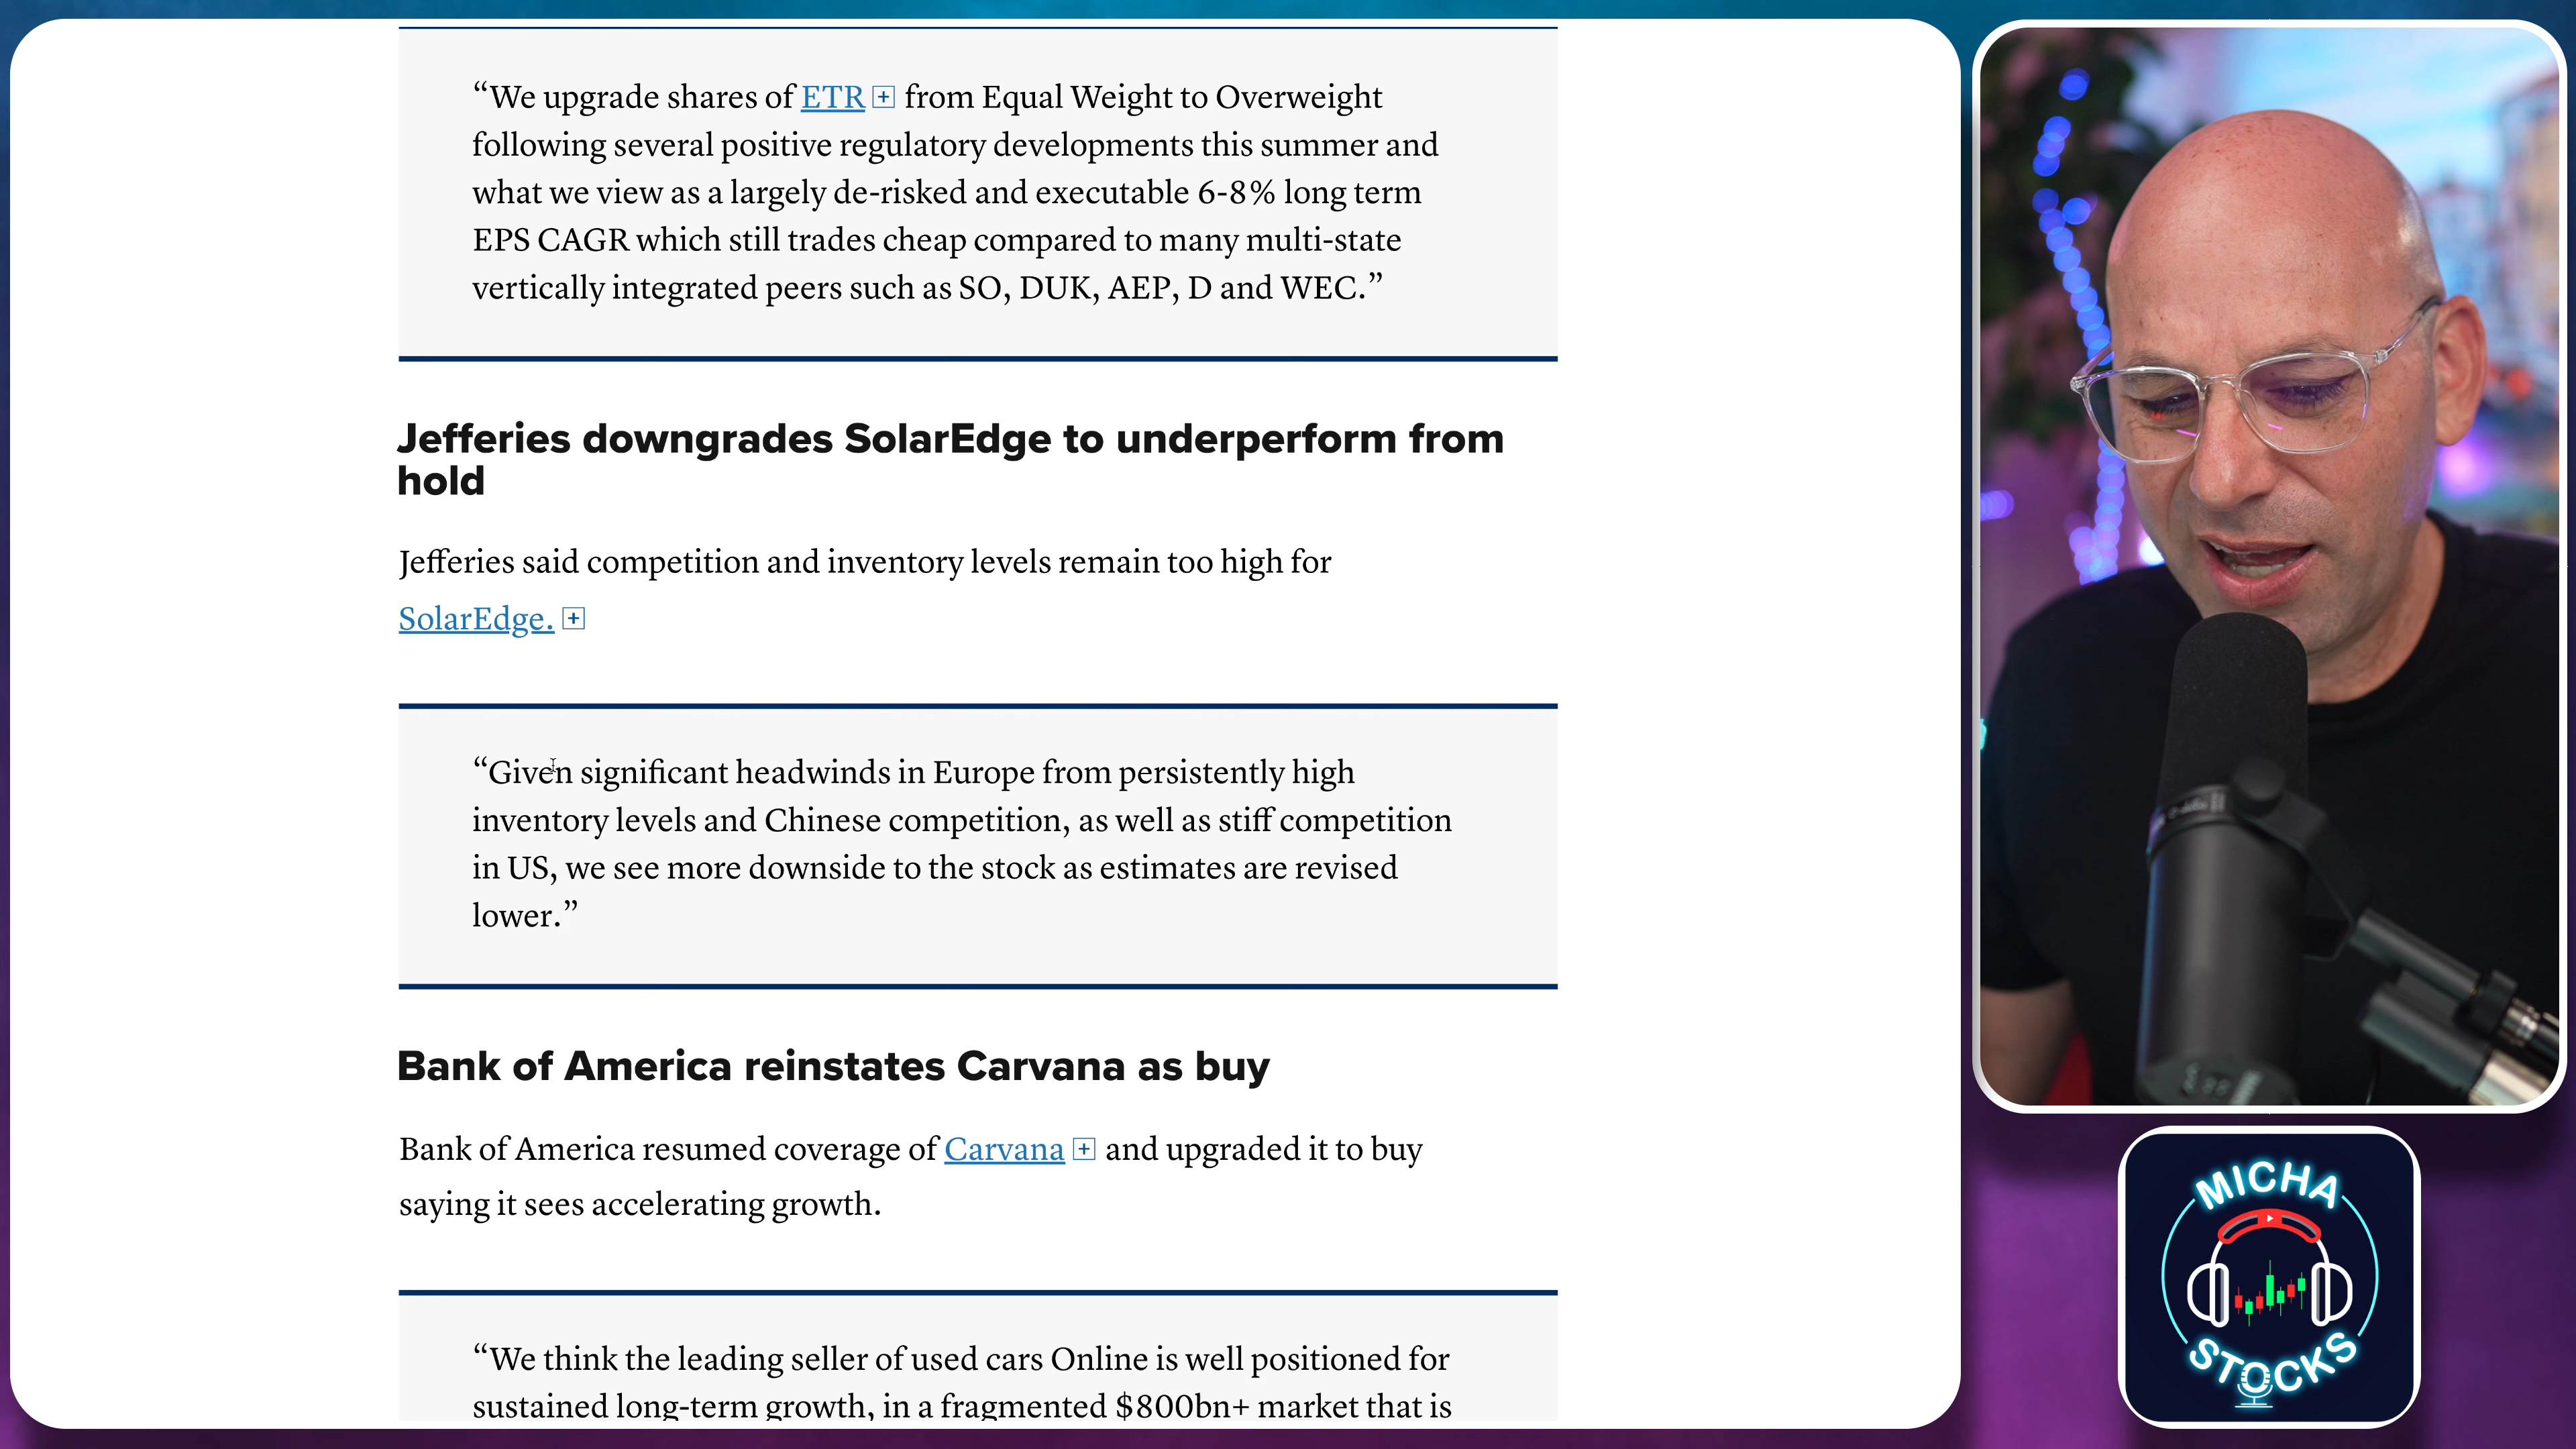 “We upgrade shares of ETR from Equal Weight to Overweight
following several positive regulatory developments this summer and
what we view as a largely de-risked and executable 6-8% long term
EPS CAGR which still trades cheap compared to many multi-state
vertically integrated peers such as SO, DUK, AEP, D and WEC.”
Jefferies downgrades SolarEdge to underperform from
hold
Jefferies said competition and inventory levels remain too high for
SolarEdge.
“Given significant headwinds in Europe from persistently high
inventory levels and Chinese competition, as well as stiff competition
in US, we see more downside to the stock as estimates are revised
lower.”
Bank of America reinstates Carvana as buy
Bank of America resumed coverage of Carvana and upgraded it to buy
saying it sees accelerating growth.
“We think the leading seller of used cars Online is well positioned for
sustained long-term growth, in a fragmented $800bn+ market that is
MICHA
STOCKS